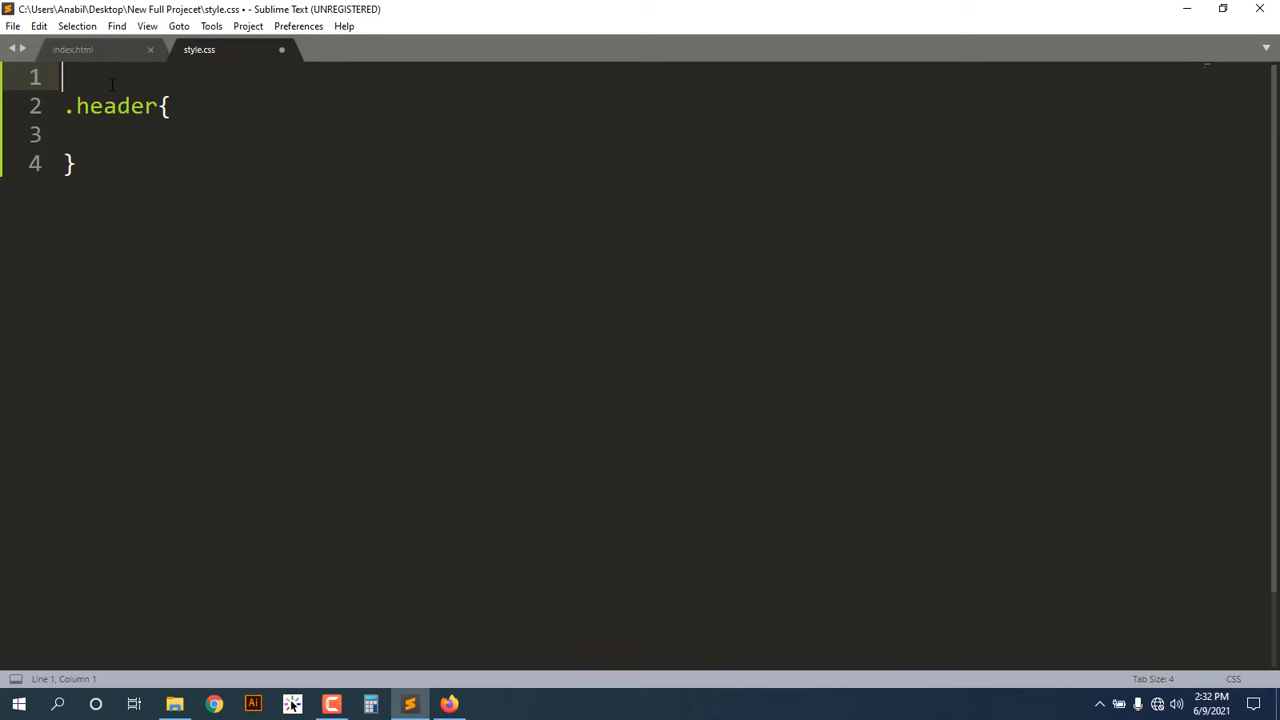 C:\Users\Anabil\Desktop\New Full Projecet\style.css • - Sublime Text (UNREGISTERED)
File Edit Selection Find View Goto Tools Project Preferences Help
index.html style.css
1
2 .header{
3
4 }
Line 1, Column 1 Tab Size: 4 CSS
Ai
2:32 PM
6/9/2021